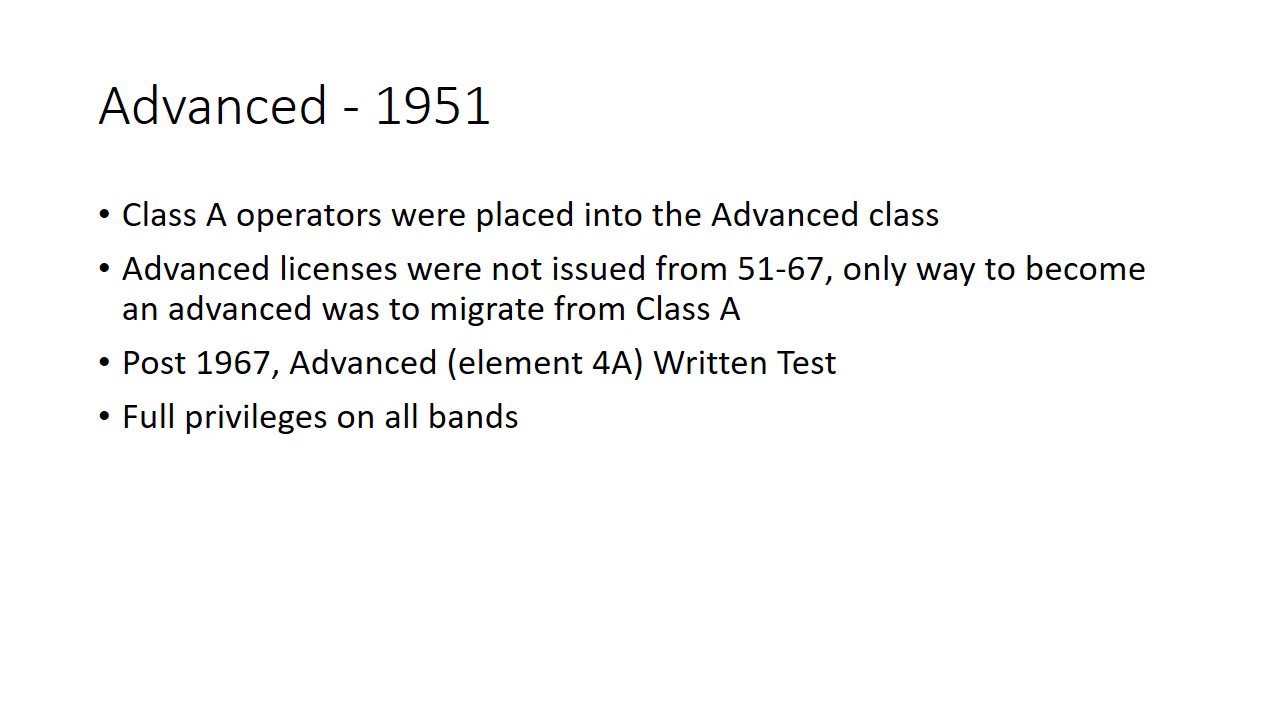 Advanced - 1951
• Class A operators were placed into the Advanced class
• Advanced licenses were not issued from 51-67, only way to become
an advanced was to migrate from Class A
• Post 1967, Advanced (element 4A) Written Test
• Full privileges on all bands